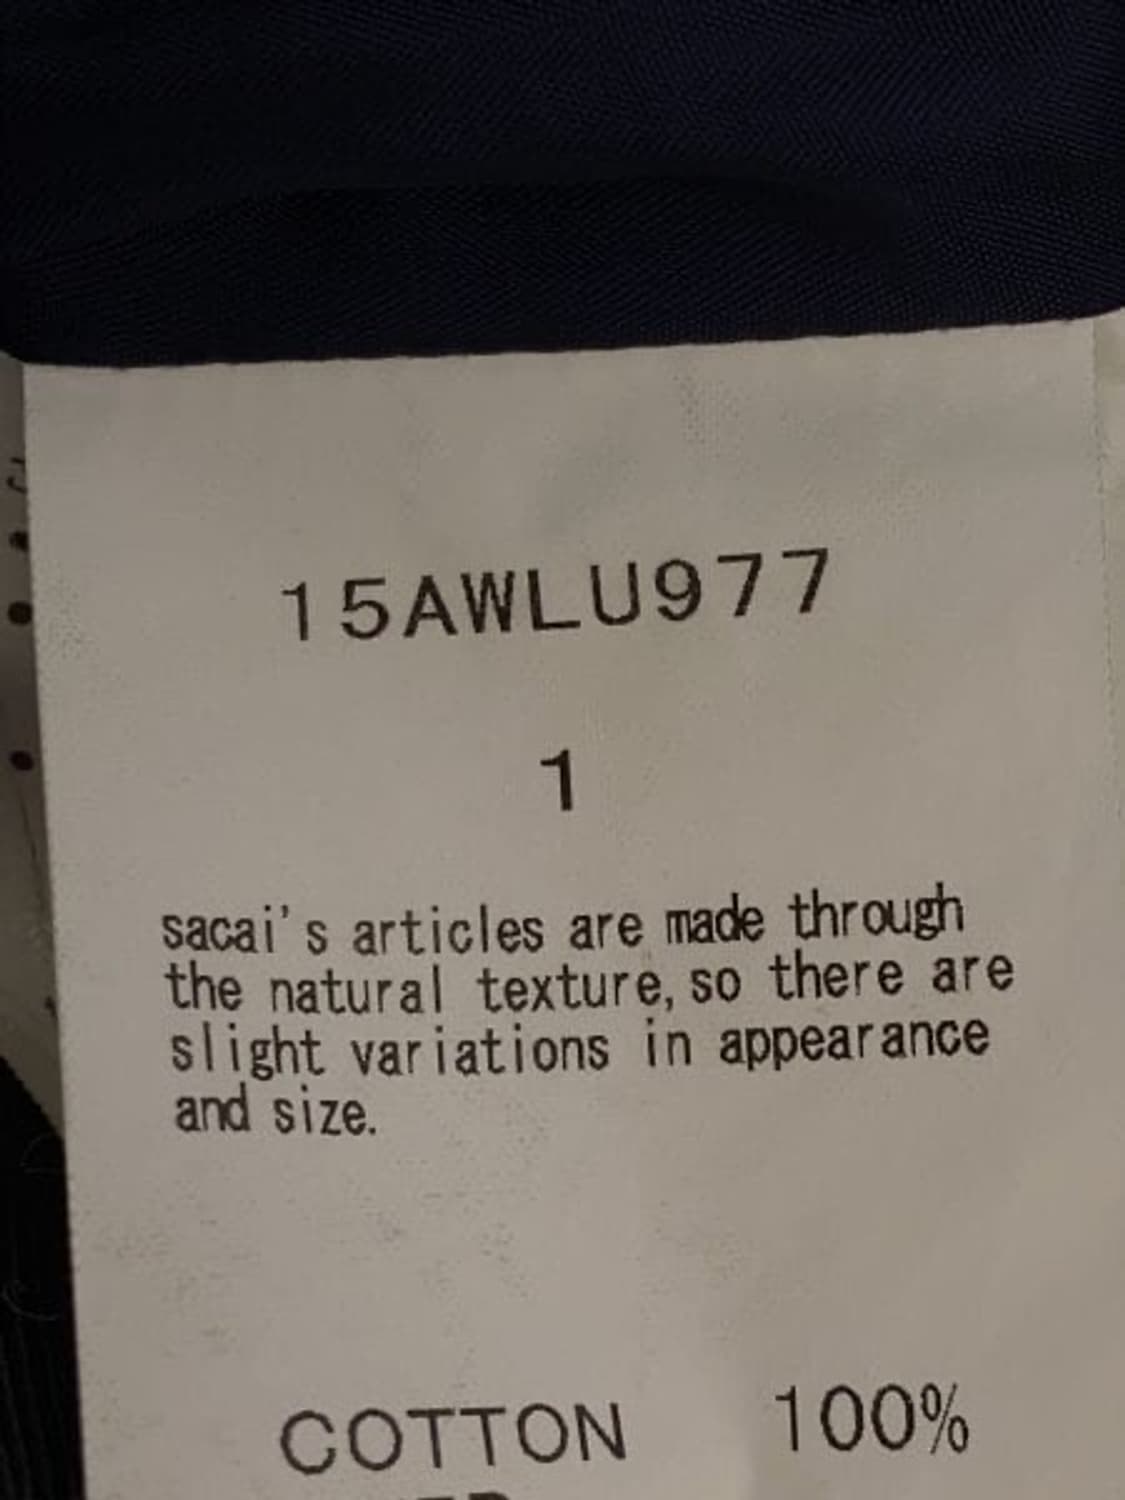 15AWLU977
1
sacai's articles are made through
the natural texture, so there are
slight variations in appearance
and size.
COTTON 100%